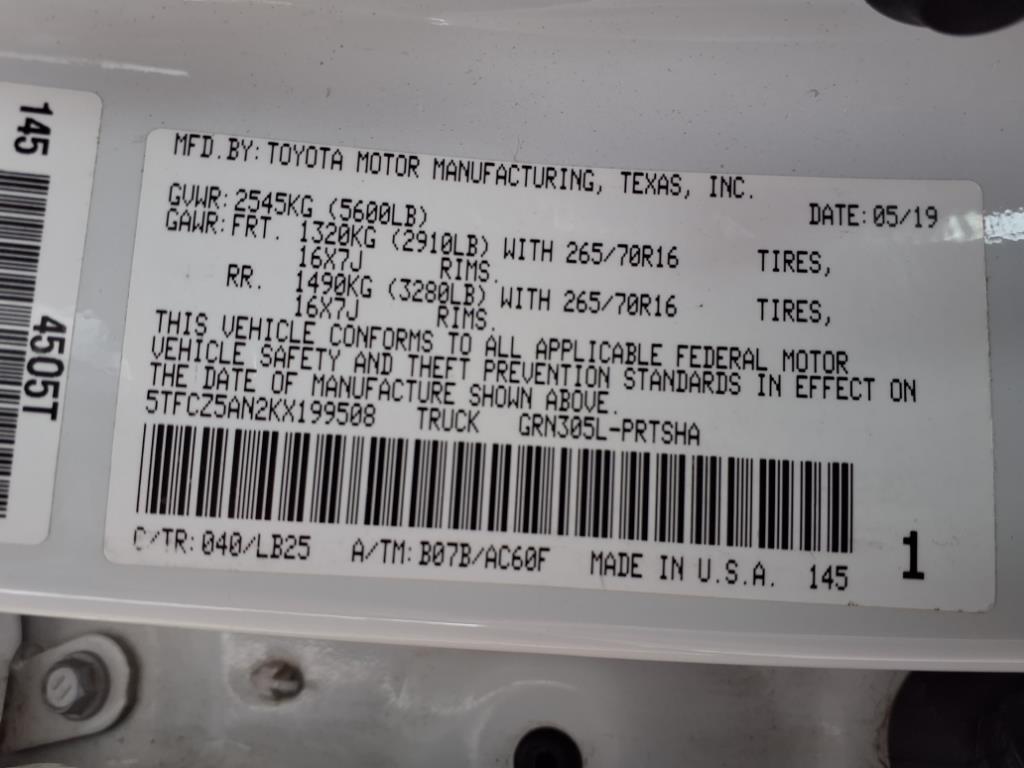 145
4505T
MFD.BY:TOYOTA MOTOR MANUFACTURING, TEXAS, INC.
GVWR:2545KG (5600LB) DATE:05/19
GAWR:FRT. 1320KG (2910LB) WITH 265/70R16 TIRES,
16X7J RIMS.
RR. 1490KG (3280LB) WITH 265/70R16 TIRES,
16X7J RIMS.
THIS VEHICLE CONFORMS TO ALL APPLICABLE FEDERAL MOTOR
VEHICLE SAFETY AND THEFT PREVENTION STANDARDS IN EFFECT ON
THE DATE OF MANUFACTURE SHOWN ABOVE.
5TFCZ5AN2KX199508 TRUCK GRN305L-PRTSHA
C/TR:040/LB25 A/TM:B07B/AC60F MADE IN U.S.A. 145 1